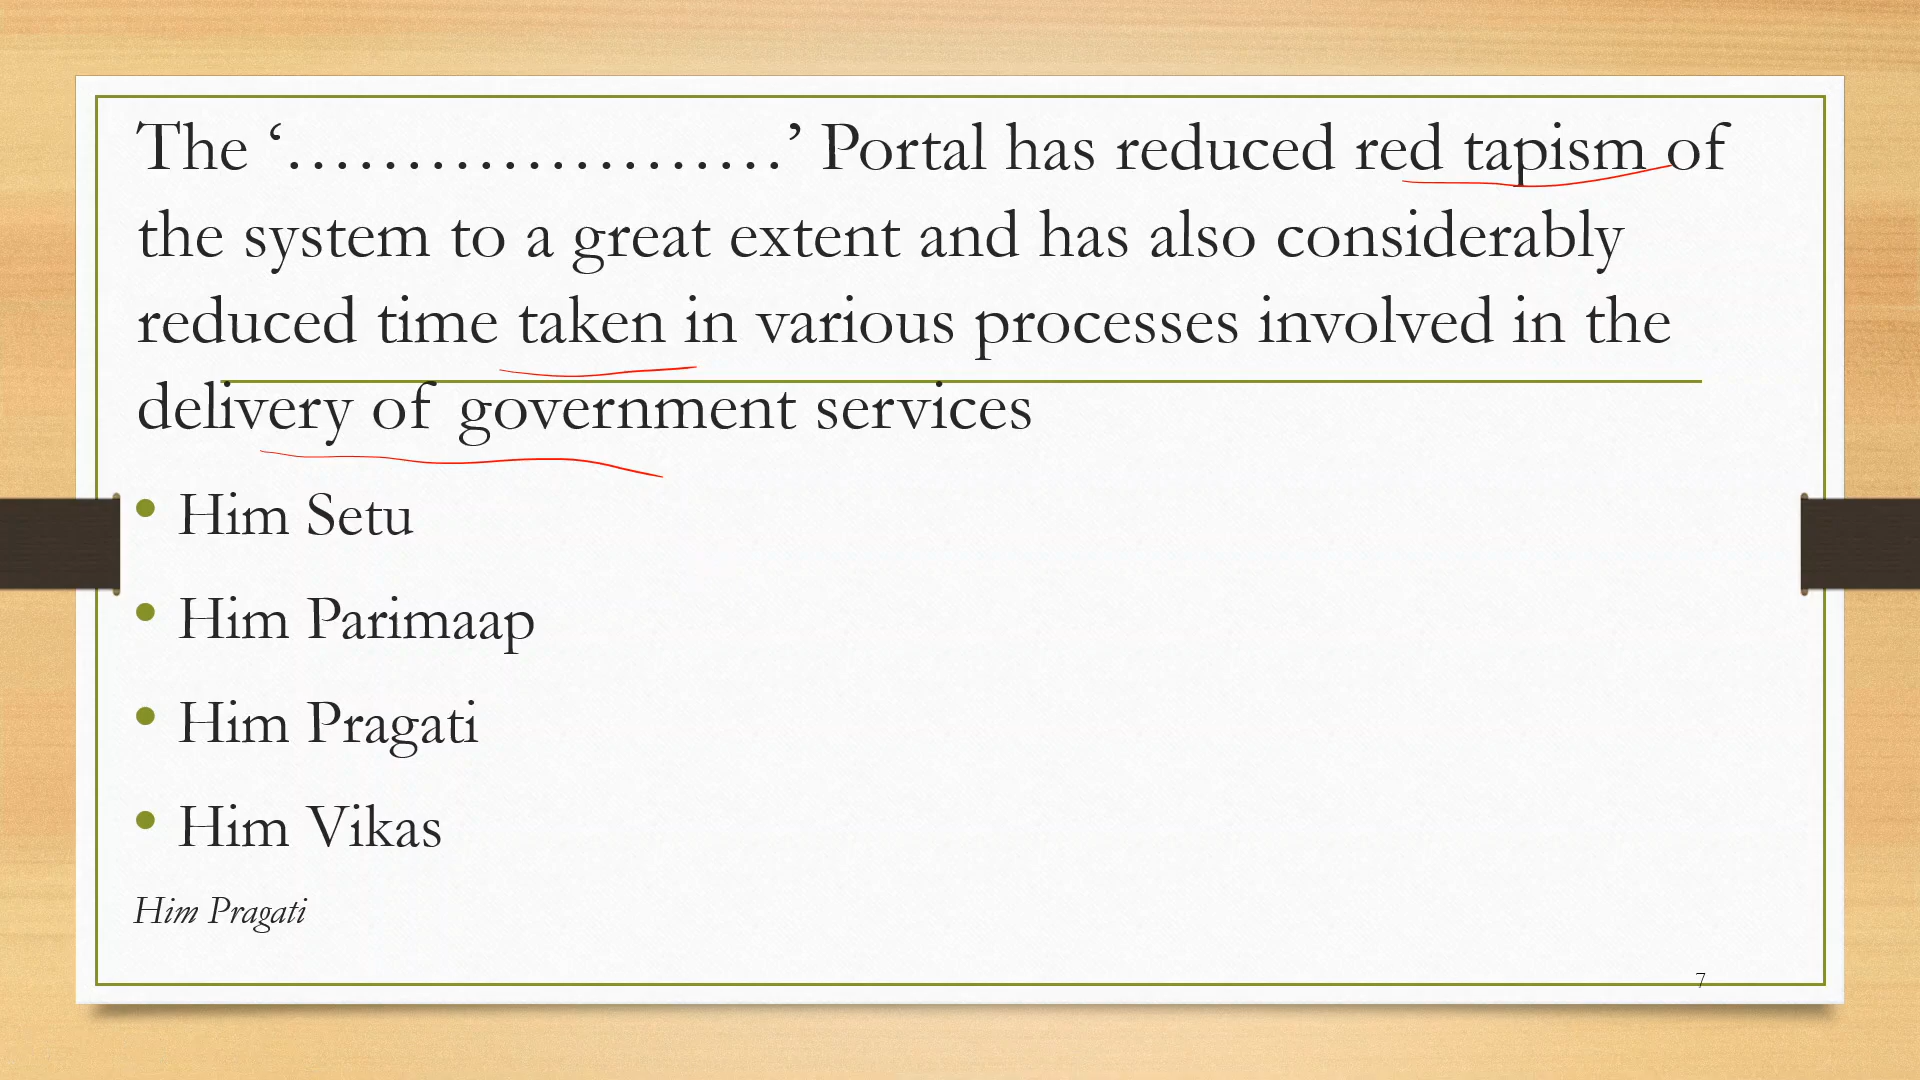 The ‘…………………’ Portal has reduced red tapism of
the system to a great extent and has also considerably
reduced time taken in various processes involved in the
delivery of government services
• Him Setu
• Him Parimaap
• Him Pragati
• Him Vikas
Him Pragati
7